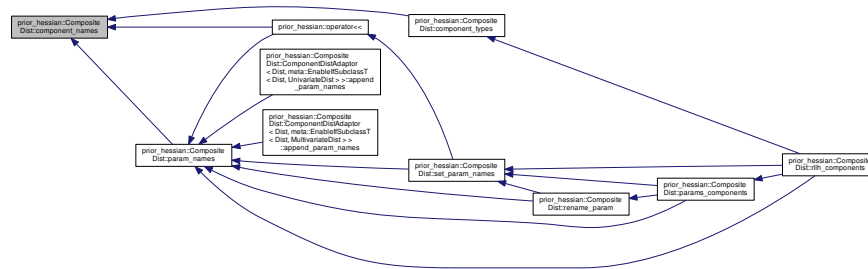 prior_hessian::Composite
Dist::component_names
prior_hessian::operator<<
prior_hessian::Composite
Dist::component_types
prior_hessian::Composite
Dist::ComponentDistAdaptor
< Dist, meta::EnableIfSubclassT
< Dist, UnivariateDist > >::append
_param_names
prior_hessian::Composite
Dist::ComponentDistAdaptor
< Dist, meta::EnableIfSubclassT
< Dist, MultivariateDist > >
::append_param_names
prior_hessian::Composite
Dist::param_names
prior_hessian::Composite
Dist::set_param_names
prior_hessian::Composite
Dist::rename_param
prior_hessian::Composite
Dist::params_components
prior_hessian::Composite
Dist::rllh_components